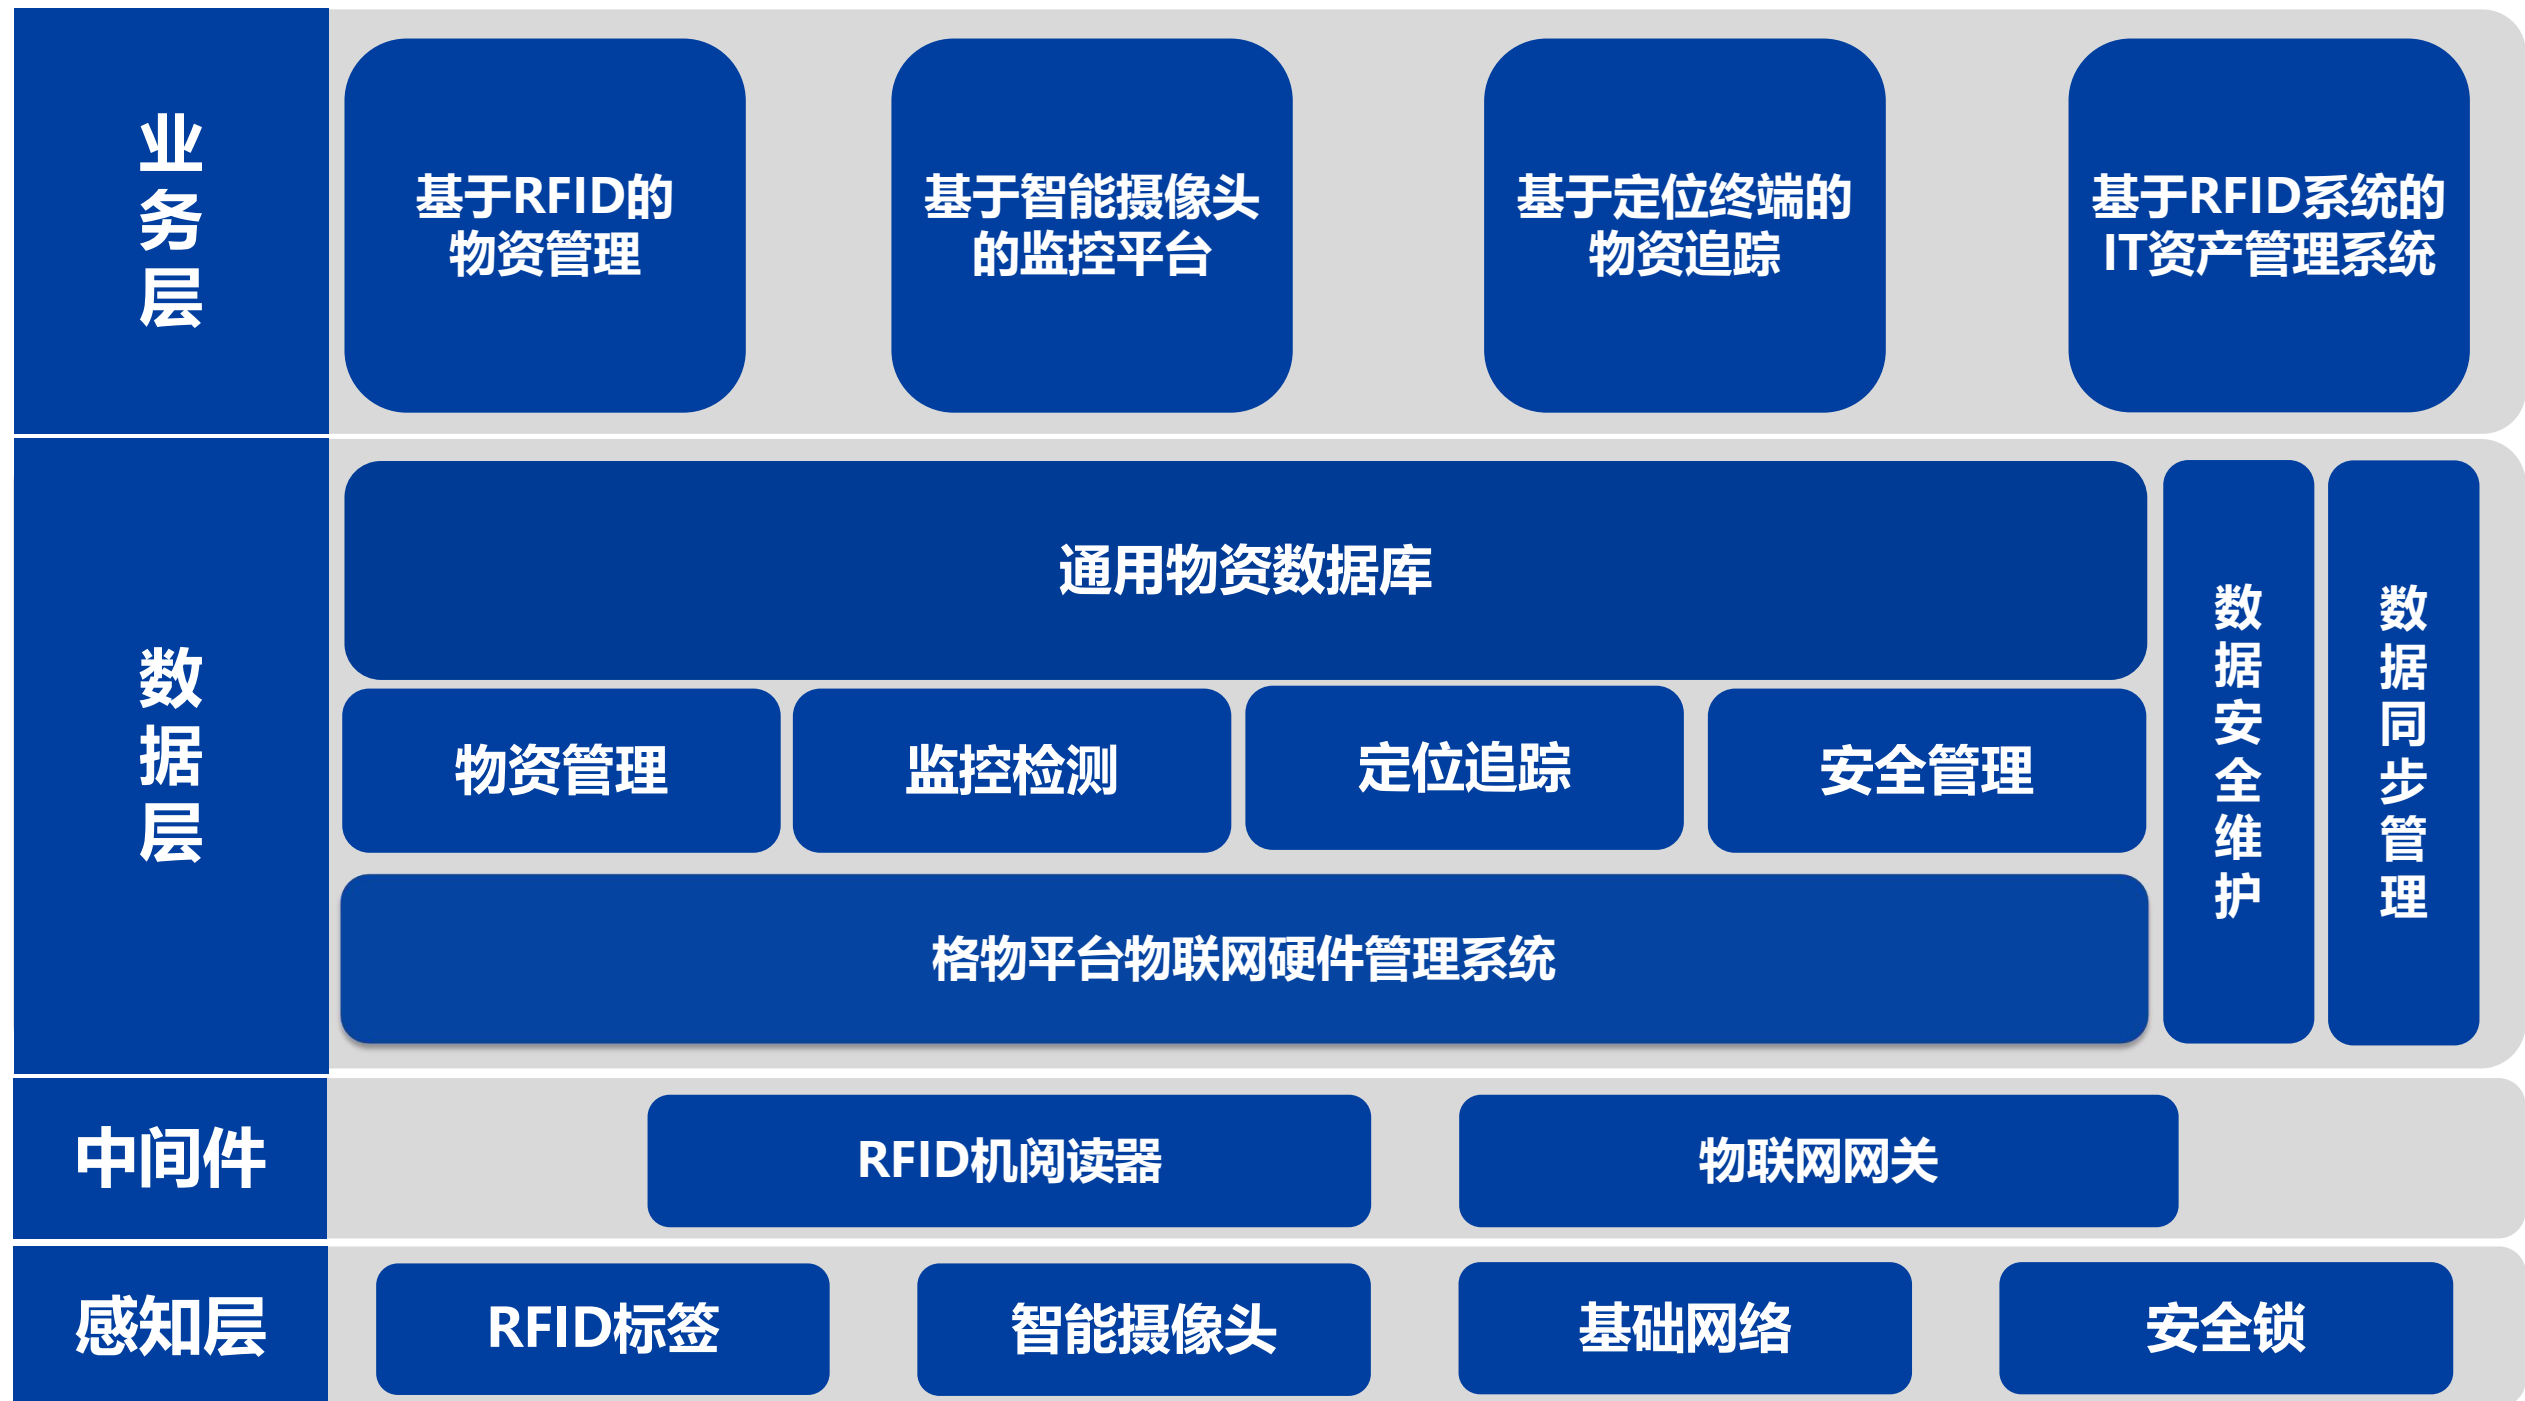 业
务
层
基于RFID的
物资管理
基于智能摄像头
的监控平台
基于定位终端的
物资追踪
基于RFID系统的
IT资产管理系统
数
据
层
通用物资数据库
物资管理
监控检测
定位追踪
安全管理
格物平台物联网硬件管理系统
数
据
安
全
维
护
数
据
同
步
管
理
中间件
RFID机阅读器
物联网网关
感知层
RFID标签
智能摄像头
基础网络
安全锁